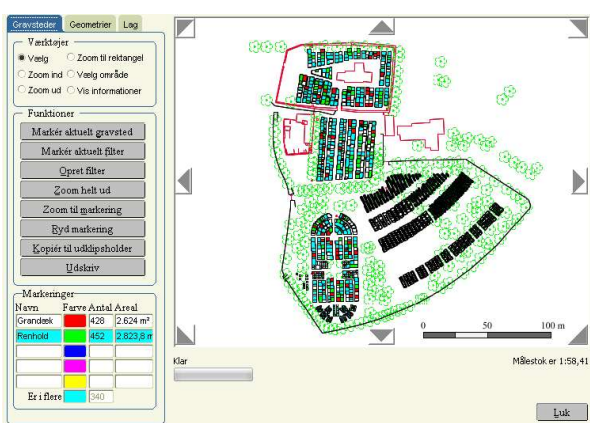 Gravsteder Geometrier Lag
Værktøjer
Vælg Zoom til rektangel
Zoom ind Vælg område
Zoom ud Vis informationer
Funktioner
Markér aktuelt gravsted
Markér aktuelt filter
Opret filter
Zoom helt ud
Zoom til markering
Ryd markering
Kopiér til udklipsholder
Udskriv
Markeringer
Navn Farve Antal Areal
Grandæk 428 2.624 m²
Renhold 452 2.823,8 m
Er i flere 340
0 50 100 m
Klar
Målestok er 1:58,41
Luk